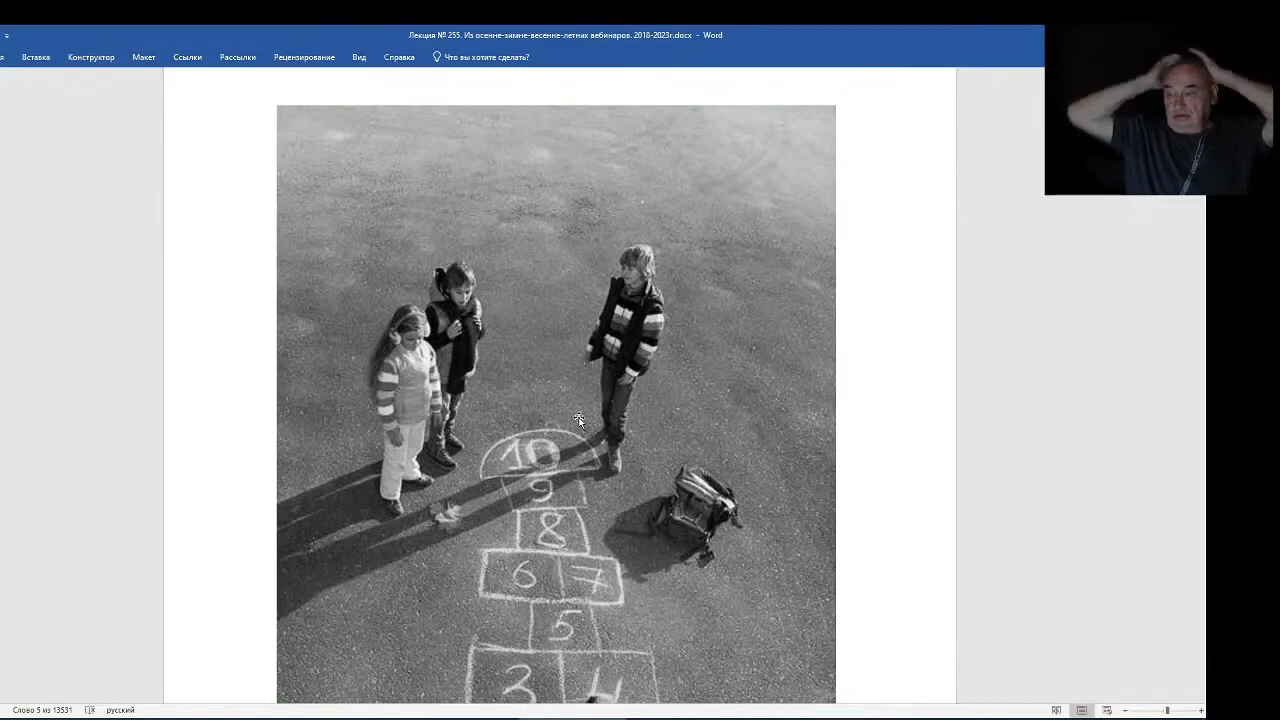 Лекция № 255. Из осенне-зимне-весенне-летних вебинаров. 2018-2023г.docx - Word
я Вставка Конструктор Макет Ссылки Рассылки Рецензирование Вид Справка Что вы хотите сделать?
10
9
8
6 7
5
3 4
Слово 5 из 13531 русский